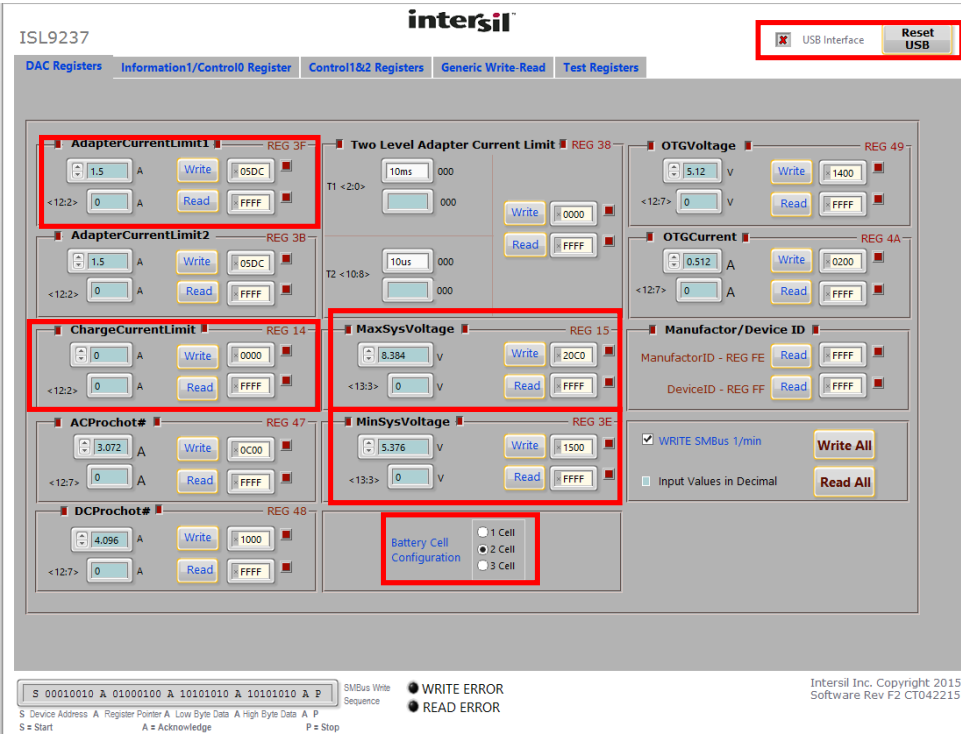 intersil
ISL9237
USB Interface
Reset USB
DAC Registers
Information1/Control0 Register
Control1&2 Registers
Generic Write-Read
Test Registers
AdapterCurrentLimit1
REG 3F
1.5 A Write ×05DC
<12:2> 0 A Read ×FFFF
AdapterCurrentLimit2
REG 3B
1.5 A Write ×05DC
<12:2> 0 A Read ×FFFF
ChargeCurrentLimit
REG 14
0 A Write ×0000
<12:2> 0 A Read ×FFFF
ACProchot#
REG 47
3.072 A Write ×0C00
<12:7> 0 A Read ×FFFF
DCProchot#
REG 48
4.096 A Write ×1000
<12:7> 0 A Read ×FFFF
Two Level Adapter Current Limit
REG 38
10ms 000
T1 <2:0>
000
Write ×0000
Read ×FFFF
10us 000
T2 <10:8>
000
MaxSysVoltage
REG 15
8.384 V Write ×20C0
<13:3> 0 V Read ×FFFF
MinSysVoltage
REG 3E
5.376 V Write ×1500
<13:3> 0 V Read ×FFFF
Battery Cell
Configuration
1 Cell
2 Cell
3 Cell
OTGVoltage
REG 49
5.12 V Write ×1400
<12:7> 0 V Read ×FFFF
OTGCurrent
REG 4A
0.512 A Write ×0200
<12:7> 0 A Read ×FFFF
Manufactor/Device ID
ManufactorID - REG FE Read ×FFFF
DeviceID - REG FF Read ×FFFF
WRITE SMBus 1/min
Write All
Input Values in Decimal
Read All
S 00010010 A 01000100 A 10101010 A 10101010 A P
SMBus Write
Sequence
S Device Address A Register Pointer A Low Byte Data A High Byte Data A P
S = Start A = Acknowledge P = Stop
WRITE ERROR
READ ERROR
Intersil Inc. Copyright 2015
Software Rev F2 CT042215